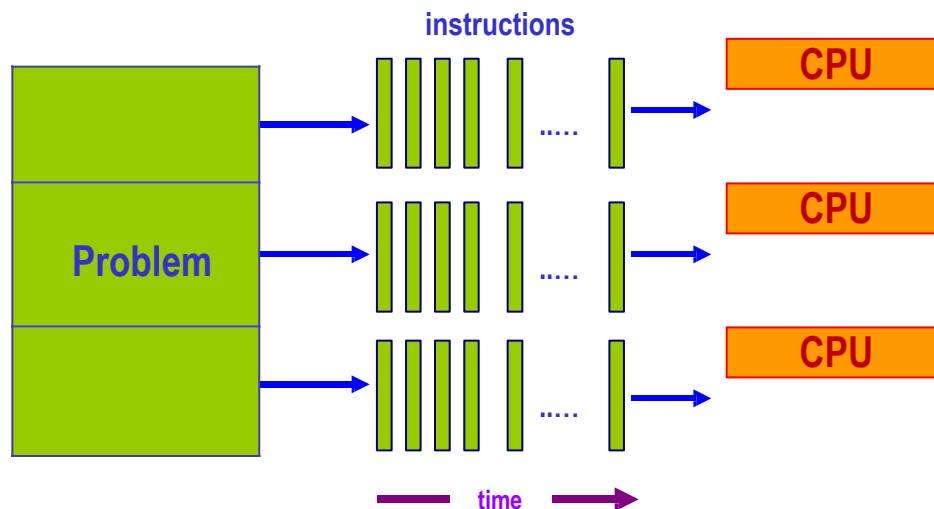 instructions
CPU
..…
CPU
Problem
..…
CPU
..…
time